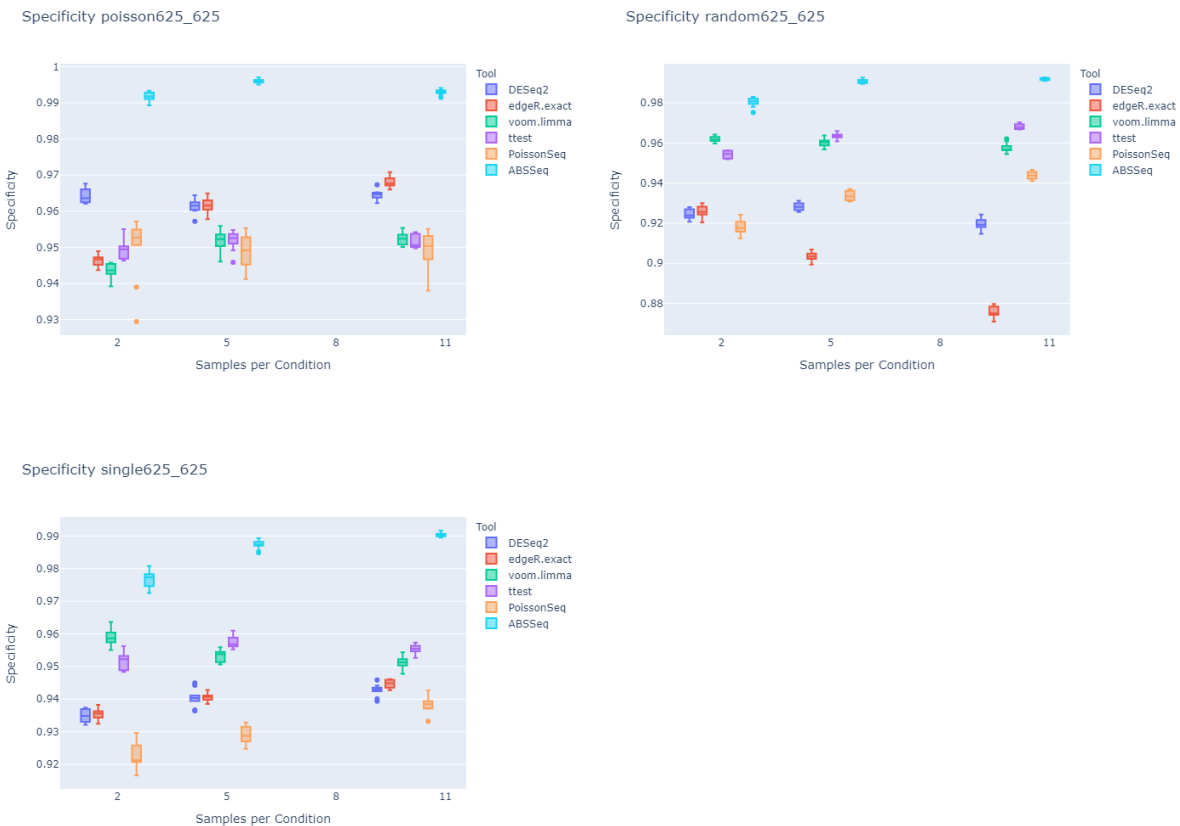 Specificity poisson625_625
Specificity
1
0.99
0.98
0.97
0.96
0.95
0.94
0.93
2
5
8
11
Samples per Condition
Tool
DESeq2
edgeR.exact
voom.limma
ttest
PoissonSeq
ABSSeq
Specificity random625_625
Specificity
0.98
0.96
0.94
0.92
0.9
0.88
2
5
8
11
Samples per Condition
Tool
DESeq2
edgeR.exact
voom.limma
ttest
PoissonSeq
ABSSeq
Specificity single625_625
Specificity
0.99
0.98
0.97
0.96
0.95
0.94
0.93
0.92
2
5
8
11
Samples per Condition
Tool
DESeq2
edgeR.exact
voom.limma
ttest
PoissonSeq
ABSSeq